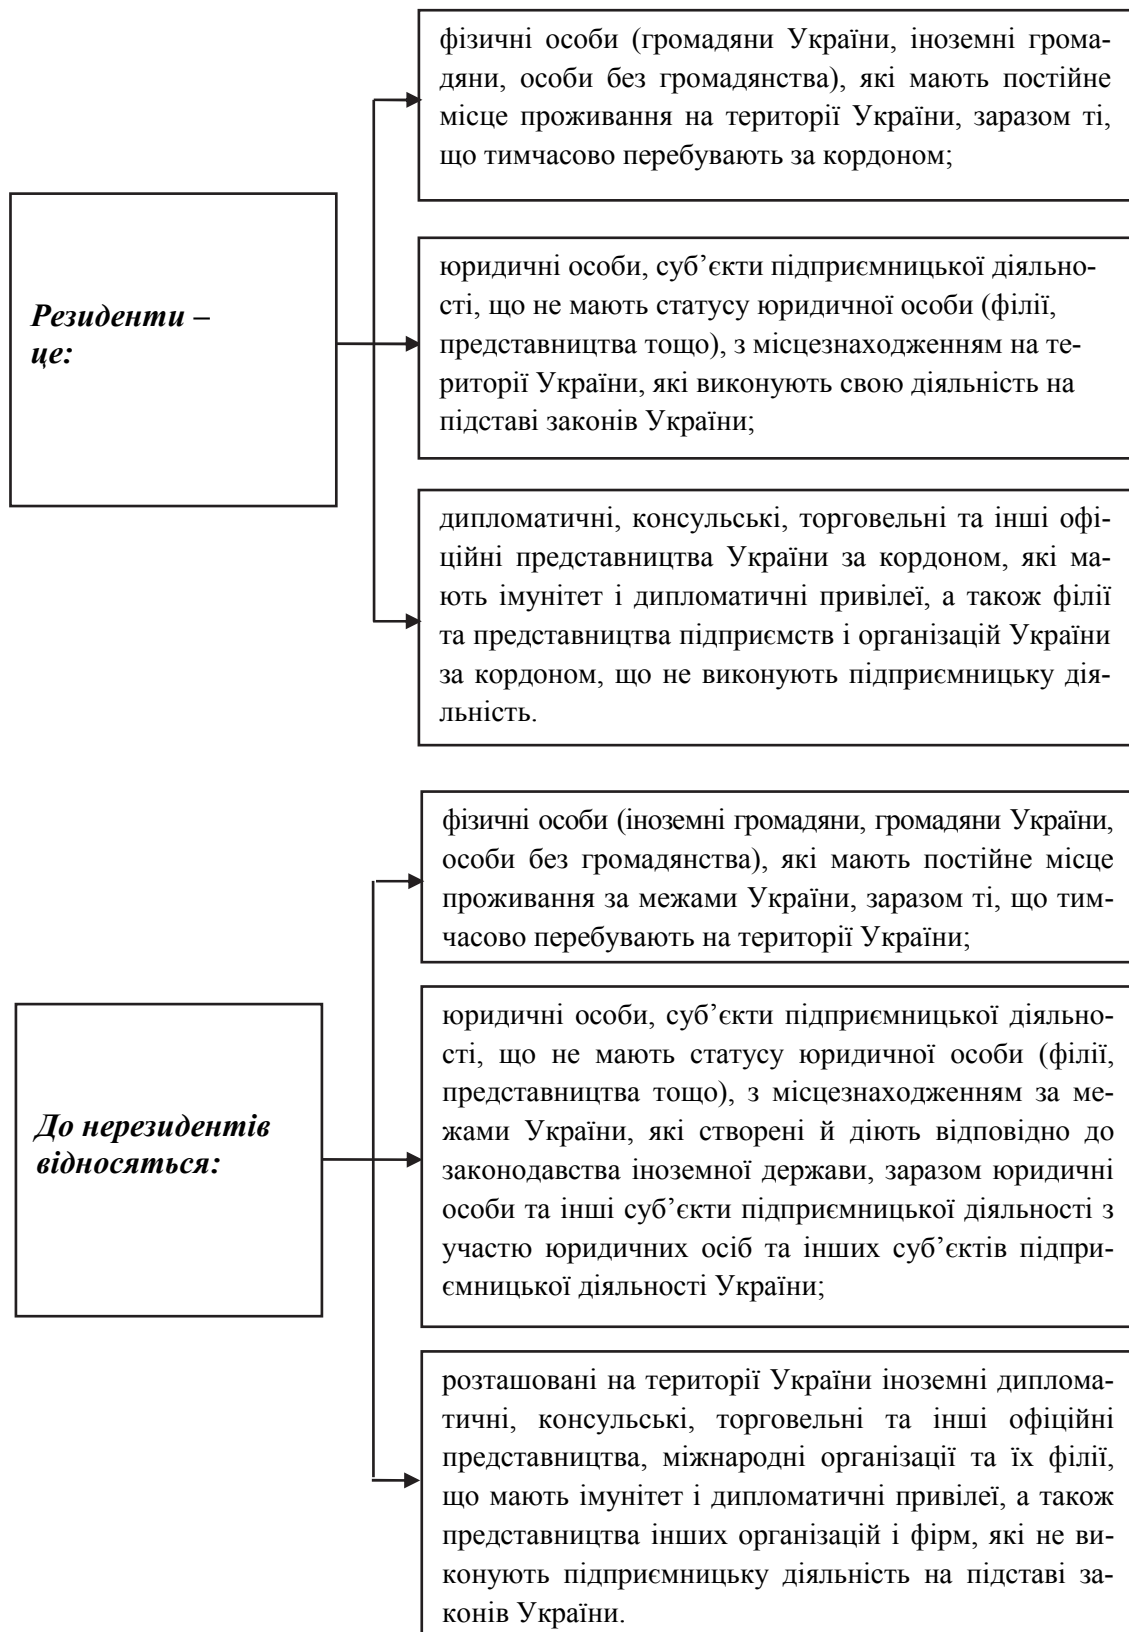 фізичні особи (громадяни України, іноземні грома-
дяни, особи без громадянства), які мають постійне
місце проживання на території України, заразом ті,
що тимчасово перебувають за кордоном;
Резиденти –
це:
юридичні особи, суб’єкти підприємницької діяльно-
сті, що не мають статусу юридичної особи (філії,
представництва тощо), з місцезнаходженням на те-
риторії України, які виконують свою діяльність на
підставі законів України;
дипломатичні, консульські, торговельні та інші офі-
ційні представництва України за кордоном, які ма-
ють імунітет і дипломатичні привілеї, а також філії
та представництва підприємств і організацій України
за кордоном, що не виконують підприємницьку дія-
льність.
фізичні особи (іноземні громадяни, громадяни України,
особи без громадянства), які мають постійне місце
проживання за межами України, заразом ті, що тим-
часово перебувають на території України;
До нерезидентів
відносяться:
юридичні особи, суб’єкти підприємницької діяльно-
сті, що не мають статусу юридичної особи (філії,
представництва тощо), з місцезнаходженням за ме-
жами України, які створені й діють відповідно до
законодавства іноземної держави, заразом юридичні
особи та інші суб’єкти підприємницької діяльності з
участю юридичних осіб та інших суб’єктів підпри-
ємницької діяльності України;
розташовані на території України іноземні дипломa-
тичні, консульські, торговельні та інші офіційні
представництва, міжнародні організації та їх філії,
що мають імунітет і дипломатичні привілеї, а також
представництва інших організацій і фірм, які не ви-
конують підприємницьку діяльність на підставі за-
конів України.